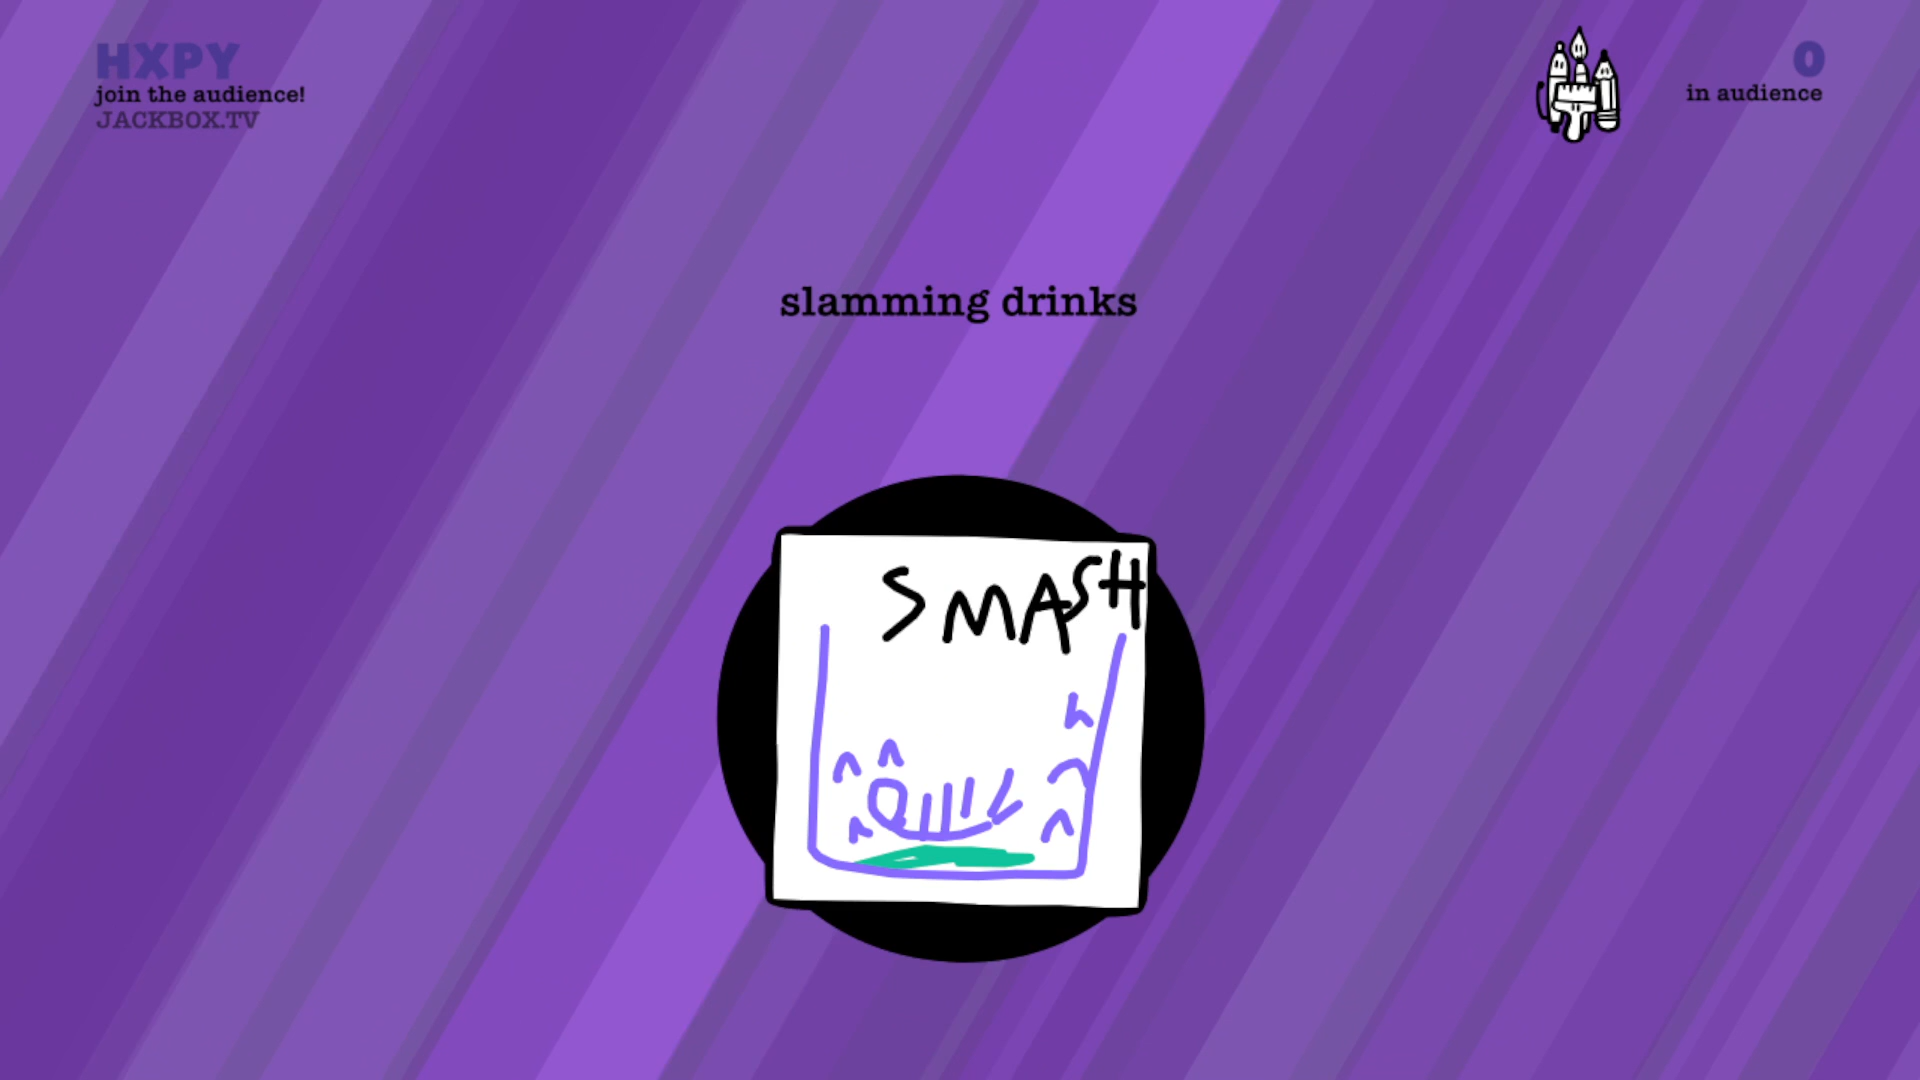 HXPY
join the audience!
JACKBOX.TV
0
in audience
slamming drinks
SMASH